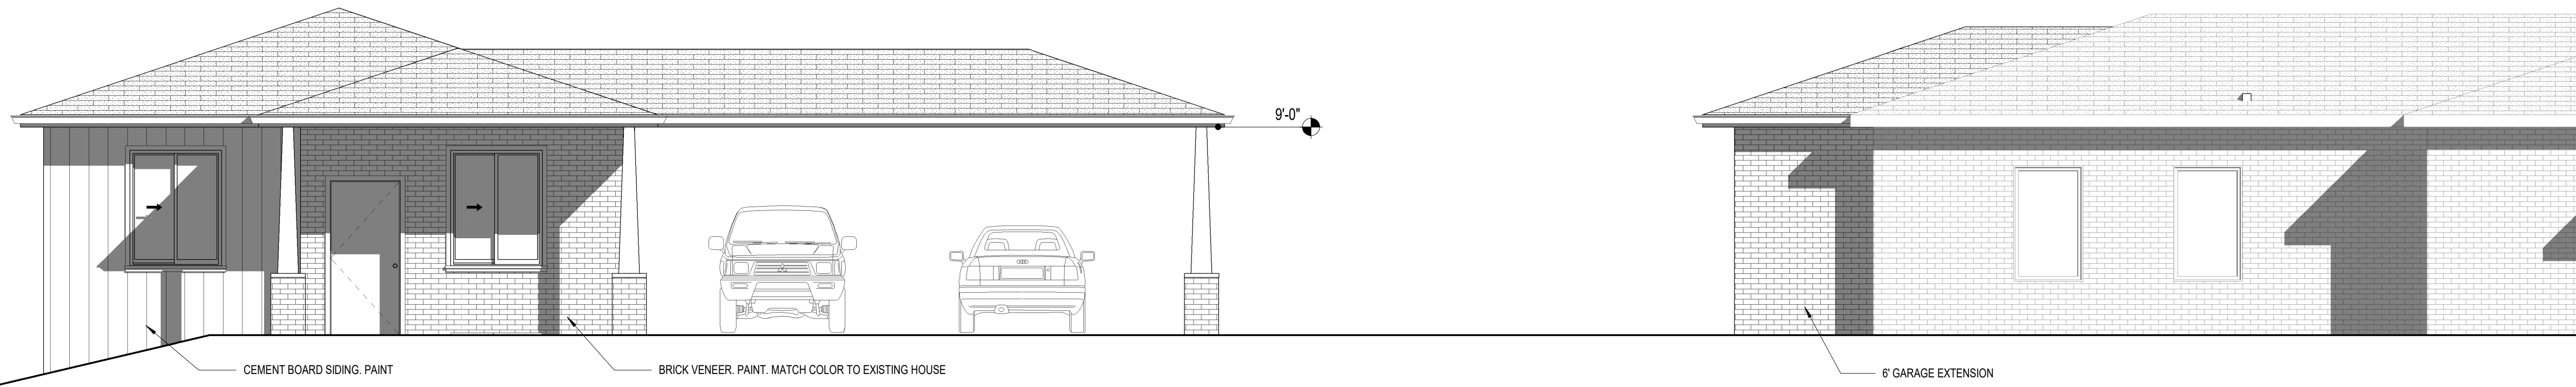 9'-0"
CEMENT BOARD SIDING. PAINT
BRICK VENEER. PAINT. MATCH COLOR TO EXISTING HOUSE
6' GARAGE EXTENSION